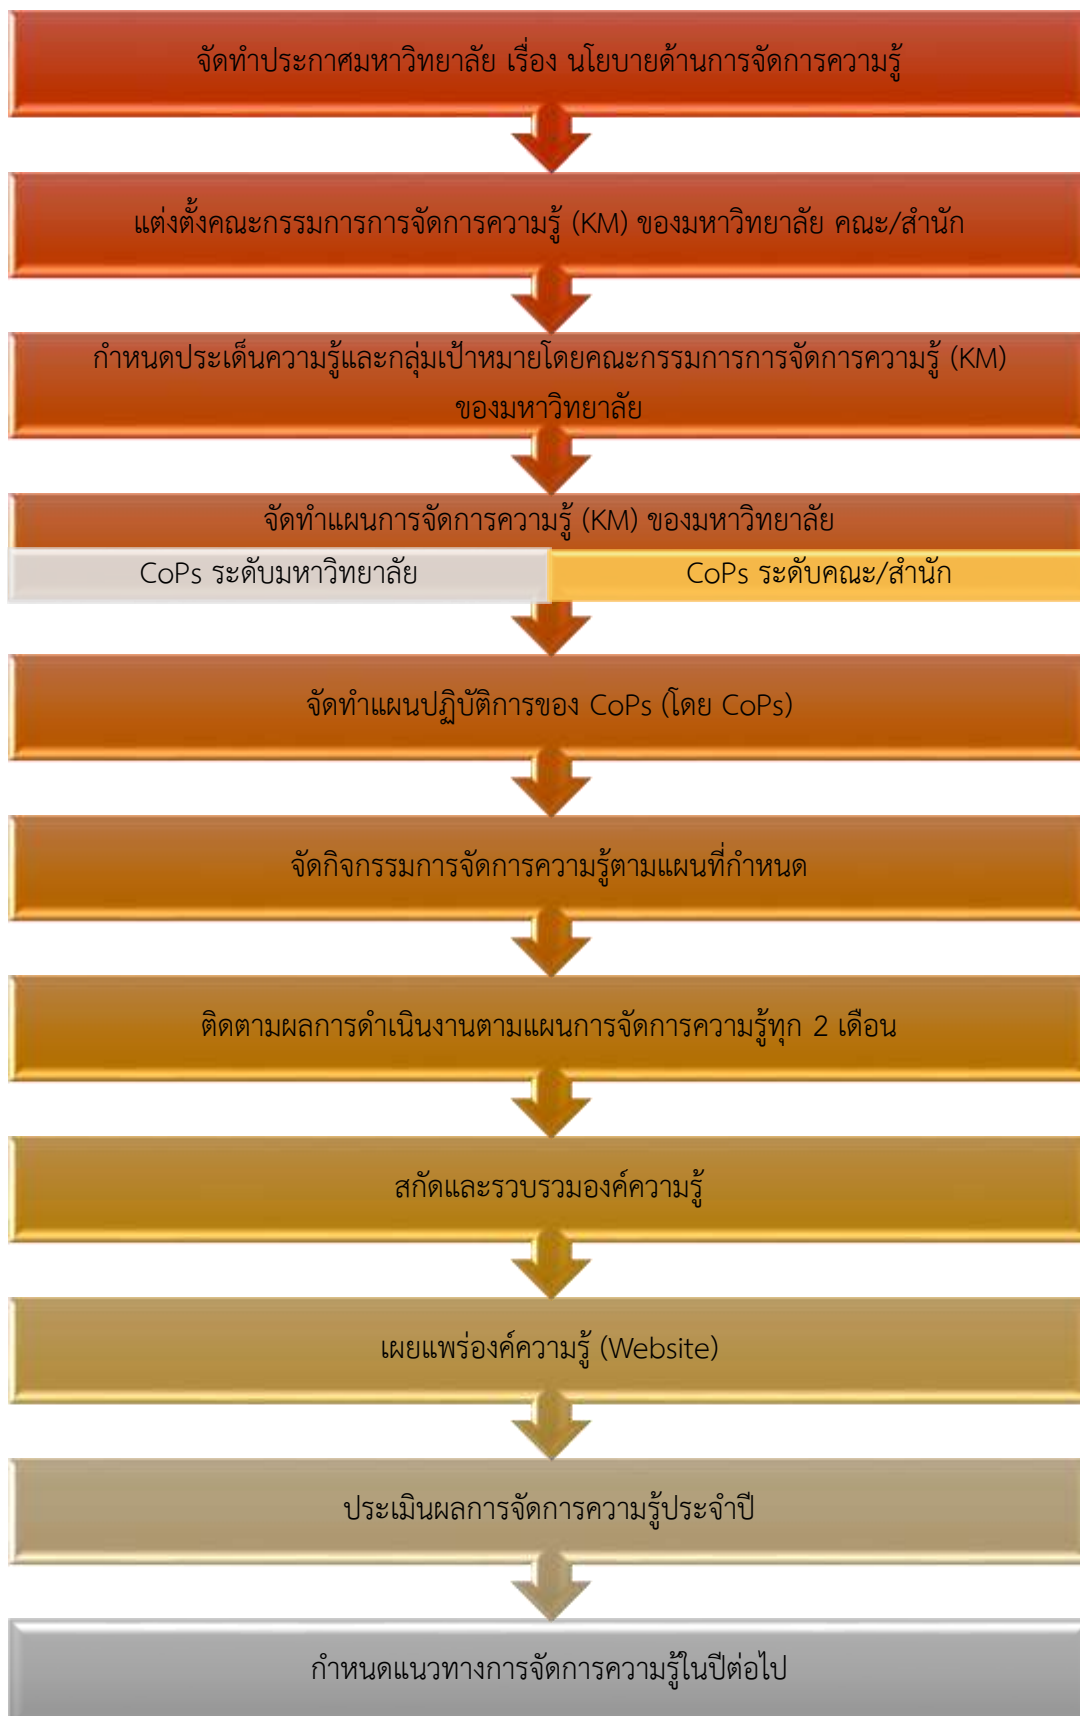 จัดทำประกาศมหาวิทยาลัย เรื่อง นโยบายด้านการจัดการความรู้
แต่งตั้งคณะกรรมการการจัดการความรู้ (KM) ของมหาวิทยาลัย คณะ/สำนัก
กำหนดประเด็นความรู้และกลุ่มเป้าหมายโดยคณะกรรมการการจัดการความรู้ (KM)
ของมหาวิทยาลัย
จัดทำแผนการจัดการความรู้ (KM) ของมหาวิทยาลัย
CoPs ระดับมหาวิทยาลัย
CoPs ระดับคณะ/สำนัก
จัดทำแผนปฏิบัติการของ CoPs (โดย CoPs)
จัดกิจกรรมการจัดการความรู้ตามแผนที่กำหนด
ติดตามผลการดำเนินงานตามแผนการจัดการความรู้ทุก 2 เดือน
สกัดและรวบรวมองค์ความรู้
เผยแพร่องค์ความรู้ (Website)
ประเมินผลการจัดการความรู้ประจำปี
กำหนดแนวทางการจัดการความรู้ในปีต่อไป